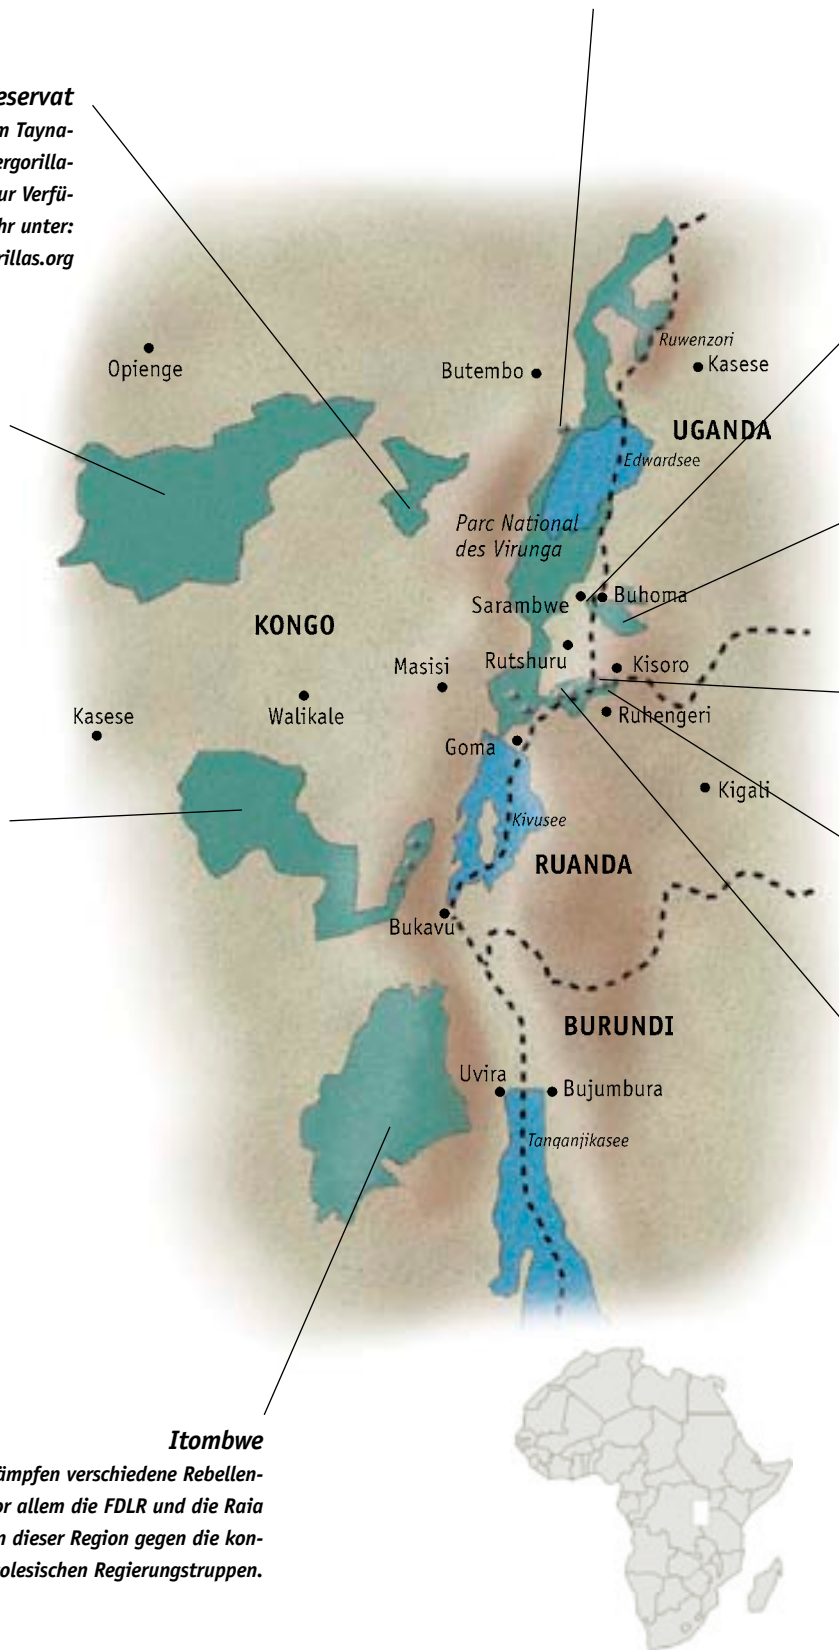 eservat
m Tayna-
ergorilla-
ur Verfü-
hr unter:
rillas.org
Opienge
Butembo
Ruwenzori
Kasese
UGANDA
Edwardsee
Parc National
des Virunga
Sarambwe
Buhoma
KONGO
Rutshuru
Kisoro
Masisi
Kasese
Walikale
Ruhengeri
Goma
Kigali
Kivusee
RUANDA
Bukavu
BURUNDI
Uvira
Bujumbura
Tanganjikasee
Itombwe
ämpfen verschiedene Rebellen-
or allem die FDLR und die Raia
n dieser Region gegen die kon-
olesischen Regierungstruppen.